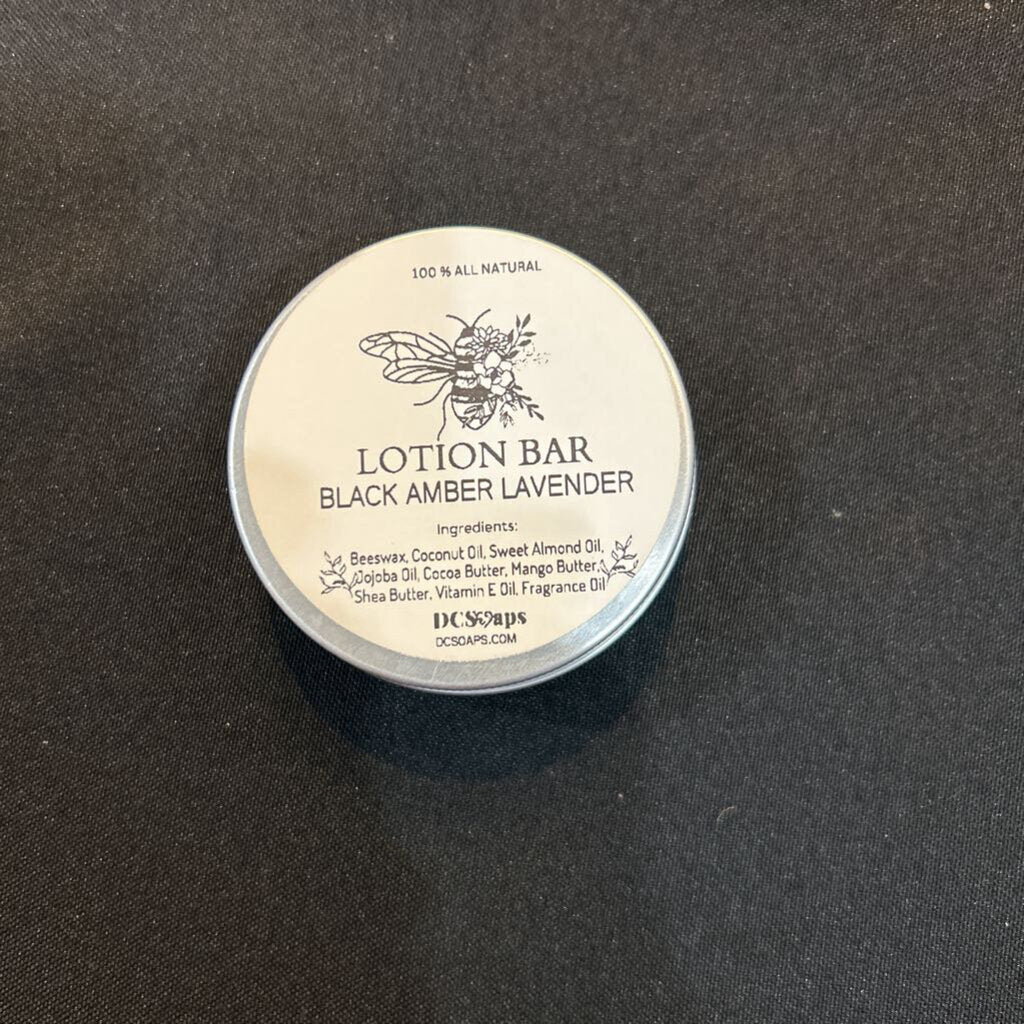 100 % ALL NATURAL
LOTION BAR
BLACK AMBER LAVENDER
Ingredients:
Beeswax, Coconut Oil, Sweet Almond Oil,
Jojoba Oil, Cocoa Butter, Mango Butter,
Shea Butter, Vitamin E Oil, Fragrance Oil
DCSoaps
DCSOAPS.COM